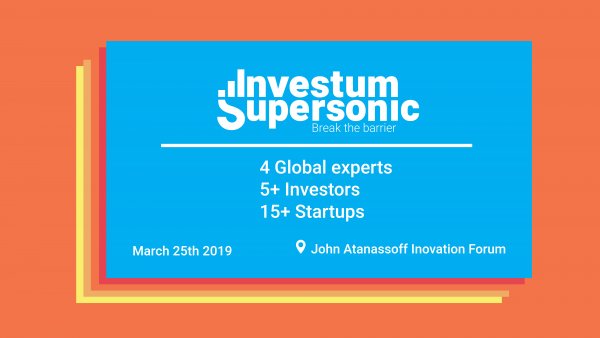 Investum
Supersonic
Break the barrier
4 Global experts
5+ Investors
15+ Startups
March 25th 2019
John Atanassoff Inovation Forum